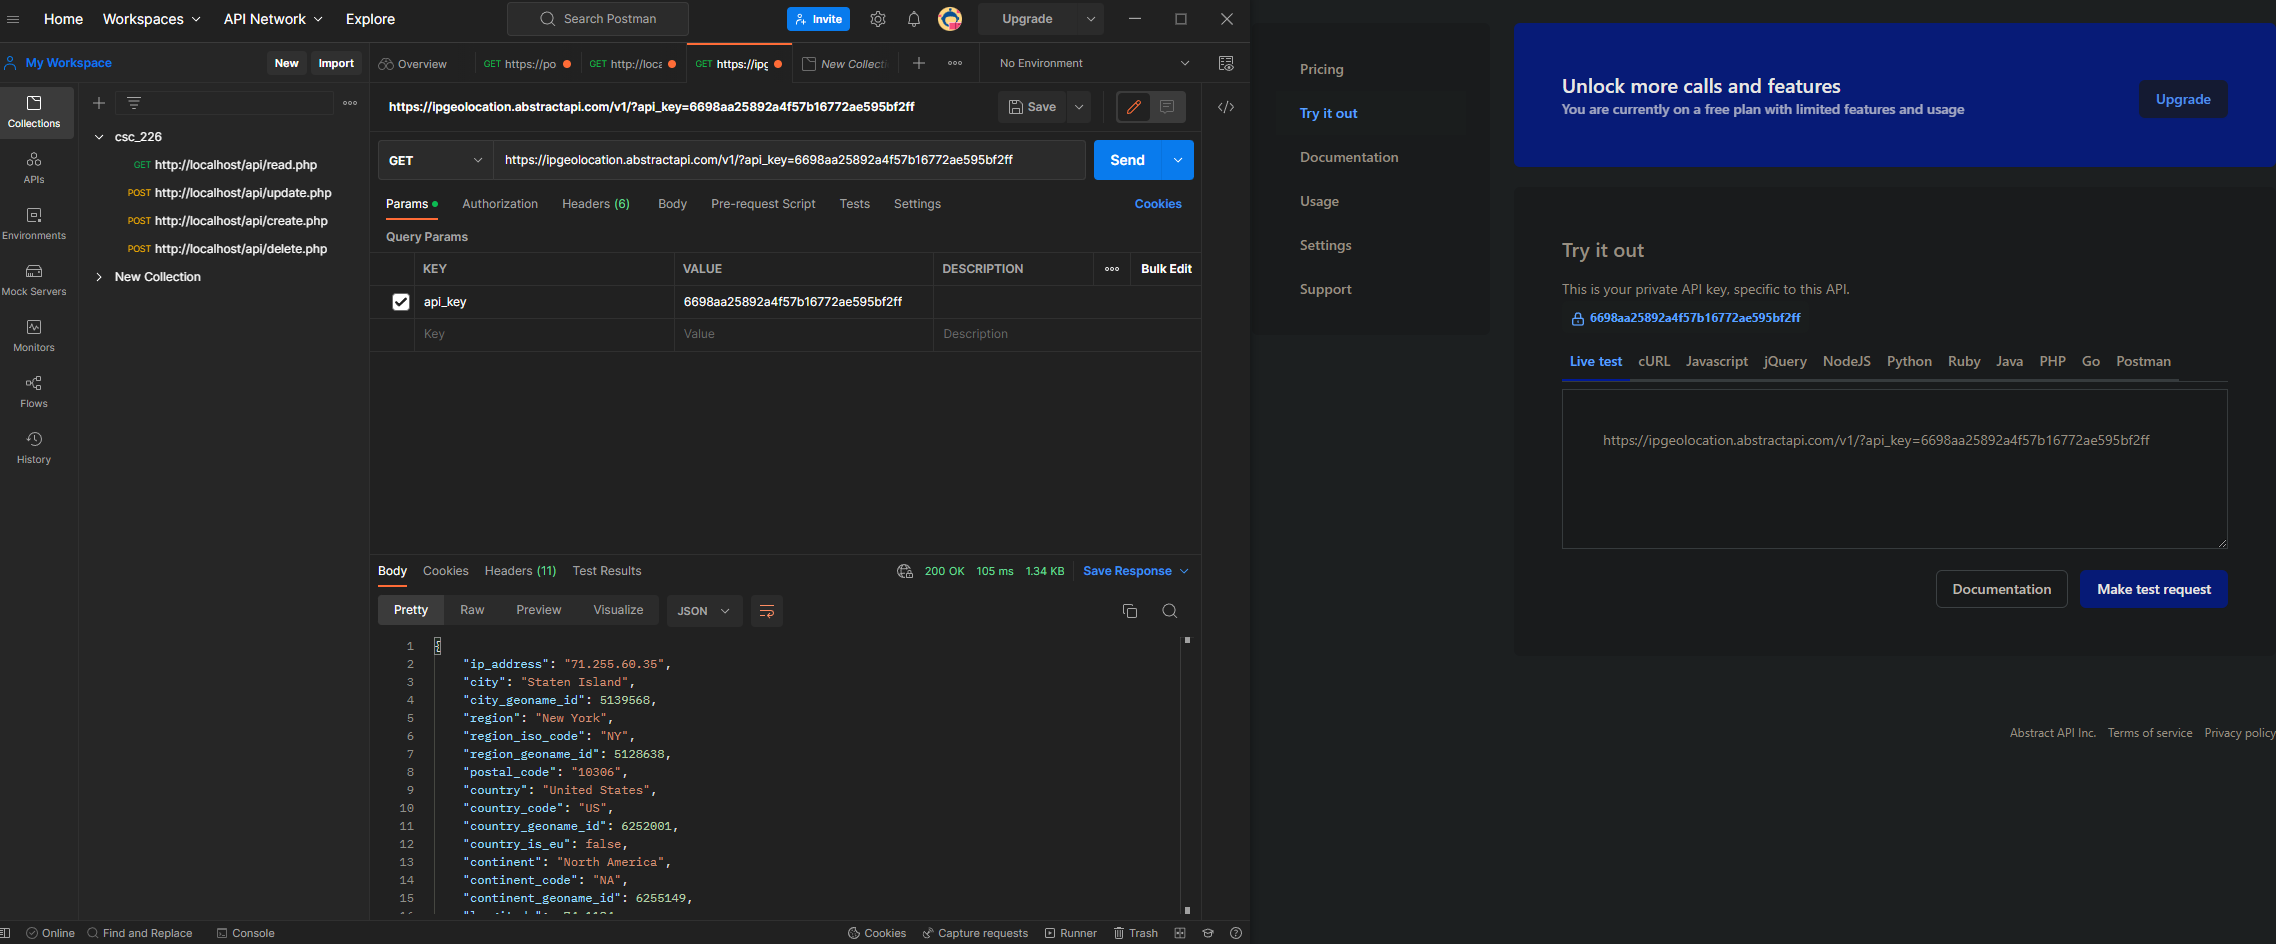 Home Workspaces API Network Explore
Search Postman
Invite
Upgrade
My Workspace
New Import
Overview
GET https://po
GET http://loca
GET https://ipg
New Collecti
No Environment
Collections
APIs
Environments
Mock Servers
Monitors
Flows
History
csc_226
GET http://localhost/api/read.php
POST http://localhost/api/update.php
POST http://localhost/api/create.php
POST http://localhost/api/delete.php
New Collection
https://ipgeolocation.abstractapi.com/v1/?api_key=6698aa25892a4f57b16772ae595bf2ff
Save
GET
https://ipgeolocation.abstractapi.com/v1/?api_key=6698aa25892a4f57b16772ae595bf2ff
Send
Params Authorization Headers (6) Body Pre-request Script Tests Settings Cookies
Query Params
KEY VALUE DESCRIPTION Bulk Edit
api_key 6698aa25892a4f57b16772ae595bf2ff
Key Value Description
Body Cookies Headers (11) Test Results
200 OK 105 ms 1.34 KB Save Response
Pretty Raw Preview Visualize JSON
1 {
2 "ip_address": "71.255.60.35",
3 "city": "Staten Island",
4 "city_geoname_id": 5139568,
5 "region": "New York",
6 "region_iso_code": "NY",
7 "region_geoname_id": 5128638,
8 "postal_code": "10306",
9 "country": "United States",
10 "country_code": "US",
11 "country_geoname_id": 6252001,
12 "country_is_eu": false,
13 "continent": "North America",
14 "continent_code": "NA",
15 "continent_geoname_id": 6255149,
Online Find and Replace Console
Cookies Capture requests Runner Trash
Pricing
Try it out
Documentation
Usage
Settings
Support
Unlock more calls and features
You are currently on a free plan with limited features and usage
Upgrade
Try it out
This is your private API key, specific to this API.
6698aa25892a4f57b16772ae595bf2ff
Live test cURL Javascript jQuery NodeJS Python Ruby Java PHP Go Postman
https://ipgeolocation.abstractapi.com/v1/?api_key=6698aa25892a4f57b16772ae595bf2ff
Documentation Make test request
Abstract API Inc. Terms of service Privacy policy